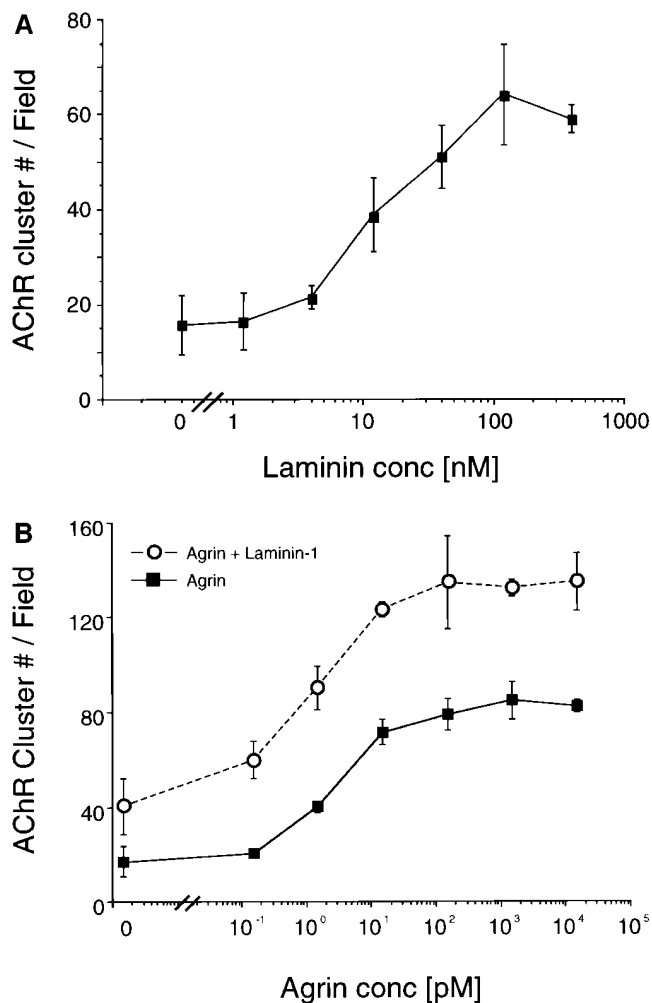 A
80
60
40
20
0
AChR cluster # / Field
0 1 10 100 1000
Laminin conc [nM]
B
160
120
80
40
0
AChR Cluster # / Field
Agrin + Laminin-1
Agrin
0 10⁻¹ 10⁰ 10¹ 10² 10³ 10⁴ 10⁵
Agrin conc [pM]